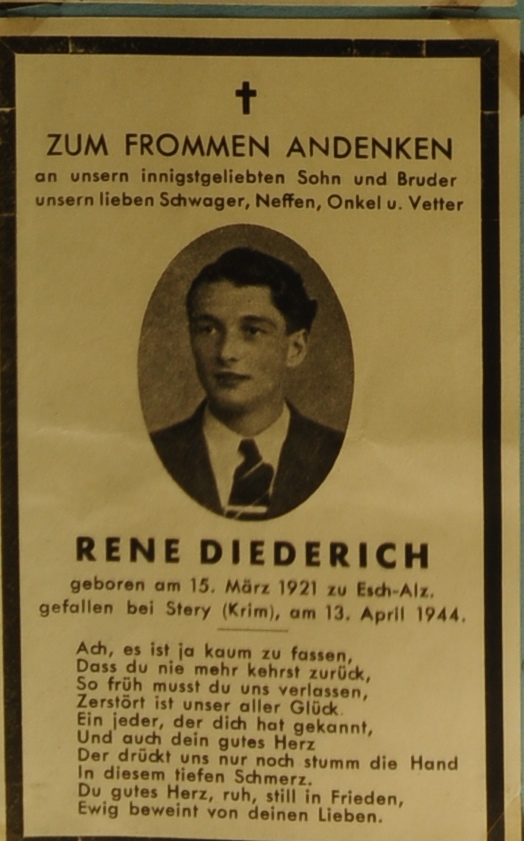 ZUM FROMMEN ANDENKEN
an unsern innigstgeliebten Sohn und Bruder
unsern lieben Schwager, Neffen, Onkel u. Vetter
RENE DIEDERICH
geboren am 15. März 1921 zu Esch-Alz.
gefallen bei Stery (Krim), am 13. April 1944.
Ach, es ist ja kaum zu fassen,
Dass du nie mehr kehrst zurück,
So früh musst du uns verlassen,
Zerstört ist unser aller Glück.
Ein jeder, der dich hat gekannt,
Und auch dein gutes Herz
Der drückt uns nur noch stumm die Hand
In diesem tiefen Schmerz.
Du gutes Herz, ruh, still in Frieden,
Ewig beweint von deinen Lieben.